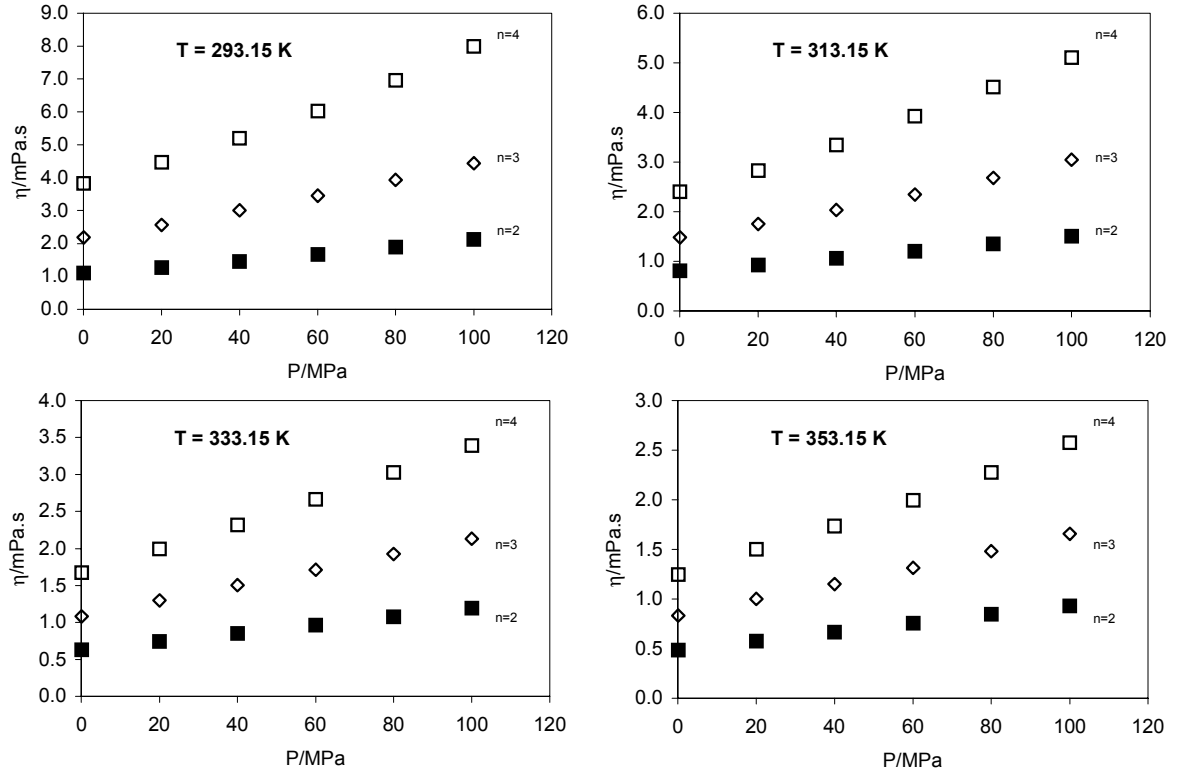 9.0
8.0
7.0
6.0
5.0
4.0
3.0
2.0
1.0
0.0
η/mPa.s
T = 293.15 K
n=4
n=3
n=2
0 20 40 60 80 100 120
P/MPa
6.0
5.0
4.0
3.0
2.0
1.0
0.0
η/mPa.s
T = 313.15 K
n=4
n=3
n=2
0 20 40 60 80 100 120
P/MPa
4.0
3.5
3.0
2.5
2.0
1.5
1.0
0.5
0.0
η/mPa.s
T = 333.15 K
n=4
n=3
n=2
0 20 40 60 80 100 120
P/MPa
3.0
2.5
2.0
1.5
1.0
0.5
0.0
η/mPa.s
T = 353.15 K
n=4
n=3
n=2
0 20 40 60 80 100 120
P/MPa